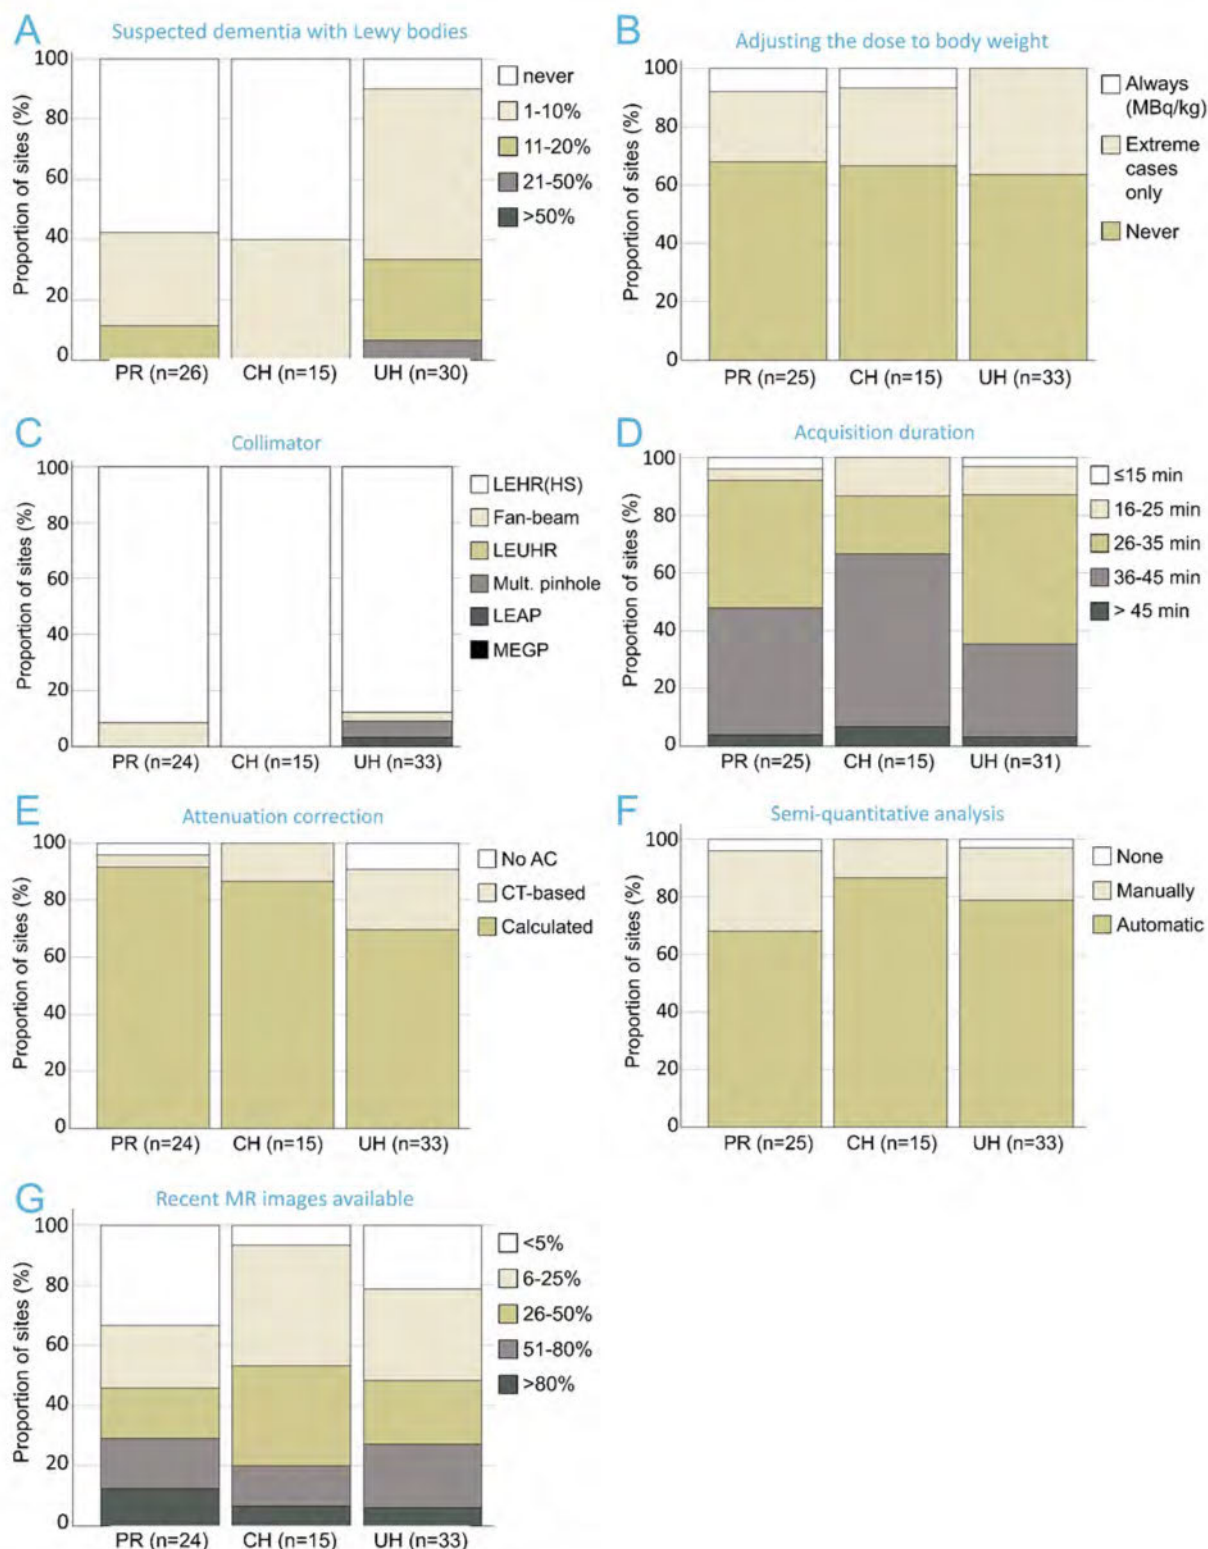 A
Suspected dementia with Lewy bodies
Proportion of sites (%)
100
80
60
40
20
0
PR (n=26)
CH (n=15)
UH (n=30)
never
1-10%
11-20%
21-50%
>50%
B
Adjusting the dose to body weight
Proportion of sites (%)
100
80
60
40
20
0
PR (n=25)
CH (n=15)
UH (n=33)
Always
(MBq/kg)
Extreme
cases
only
Never
C
Collimator
Proportion of sites (%)
100
80
60
40
20
0
PR (n=24)
CH (n=15)
UH (n=33)
LEHR(HS)
Fan-beam
LEUHR
Mult. pinhole
LEAP
MEGP
D
Acquisition duration
Proportion of sites (%)
100
80
60
40
20
0
PR (n=25)
CH (n=15)
UH (n=31)
≤15 min
16-25 min
26-35 min
36-45 min
> 45 min
E
Attenuation correction
Proportion of sites (%)
100
80
60
40
20
0
PR (n=24)
CH (n=15)
UH (n=33)
No AC
CT-based
Calculated
F
Semi-quantitative analysis
Proportion of sites (%)
100
80
60
40
20
0
PR (n=25)
CH (n=15)
UH (n=33)
None
Manually
Automatic
G
Recent MR images available
Proportion of sites (%)
100
80
60
40
20
0
PR (n=24)
CH (n=15)
UH (n=33)
<5%
6-25%
26-50%
51-80%
>80%